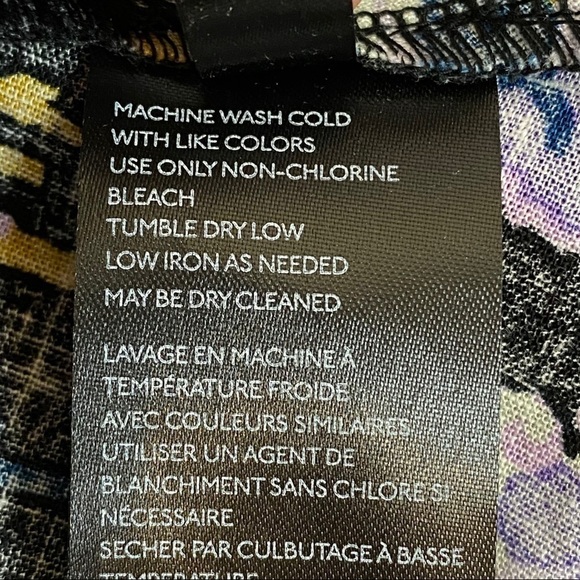 MACHINE WASH COLD
WITH LIKE COLORS
USE ONLY NON-CHLORINE
BLEACH
TUMBLE DRY LOW
LOW IRON AS NEEDED
MAY BE DRY CLEANED
LAVAGE EN MACHINE À
TEMPÉRATURE FROIDE
AVEC COULEURS SIMILAIRES
UTILISER UN AGENT DE
BLANCHIMENT SANS CHLORE SI
NÉCESSAIRE
SECHER PAR CULBUTAGE À BASSE
TEMPERATURE